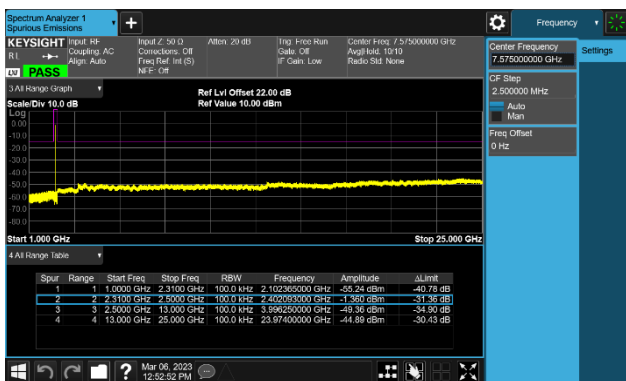 Spectrum Analyzer 1
Spurious Emissions
Frequency
KEYSIGHT
Input: RF
Coupling: AC
Align: Auto
Input Z: 50 Ω
Corrections: Off
Freq Ref: Int (S)
NFE: Off
Atten: 20 dB
Trig: Free Run
Gate: Off
IF Gain: Low
Center Freq: 7.575000000 GHz
Avg|Hold: 10/10
Radio Std: None
R L
LW PASS
Center Frequency
7.575000000 GHz
Settings
CF Step
2.500000 MHz
Auto
Man
Freq Offset
0 Hz
3 All Range Graph
Ref Lvl Offset 22.00 dB
Scale/Div 10.0 dB
Ref Value 10.00 dBm
Log
0.00
-10.0
-20.0
-30.0
-40.0
-50.0
-60.0
-70.0
-80.0
Start 1.000 GHz
Stop 25.000 GHz
4 All Range Table
Spur Range Start Freq Stop Freq RBW Frequency Amplitude ΔLimit
1 1 1.0000 GHz 2.3100 GHz 100.0 kHz 2.102365000 GHz -55.24 dBm -40.78 dB
2 2 2.3100 GHz 2.5000 GHz 100.0 kHz 2.402093000 GHz -1.360 dBm -31.36 dB
3 3 2.5000 GHz 13.000 GHz 100.0 kHz 3.996250000 GHz -49.36 dBm -34.90 dB
4 4 13.000 GHz 25.000 GHz 100.0 kHz 23.97400000 GHz -44.89 dBm -30.43 dB
Mar 06, 2023
12:52:52 PM